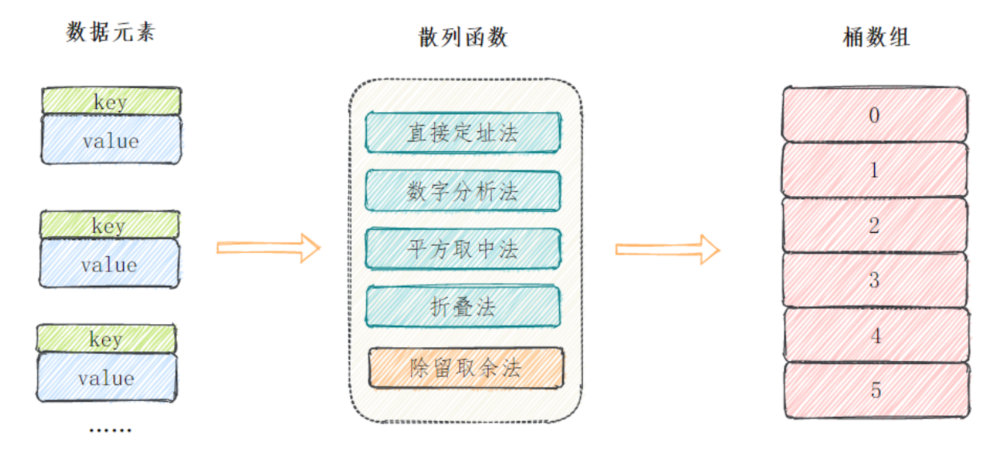 数据元素
散列函数
桶数组
key
value
key
value
key
value
……
直接定址法
数字分析法
平方取中法
折叠法
除留取余法
0
1
2
3
4
5